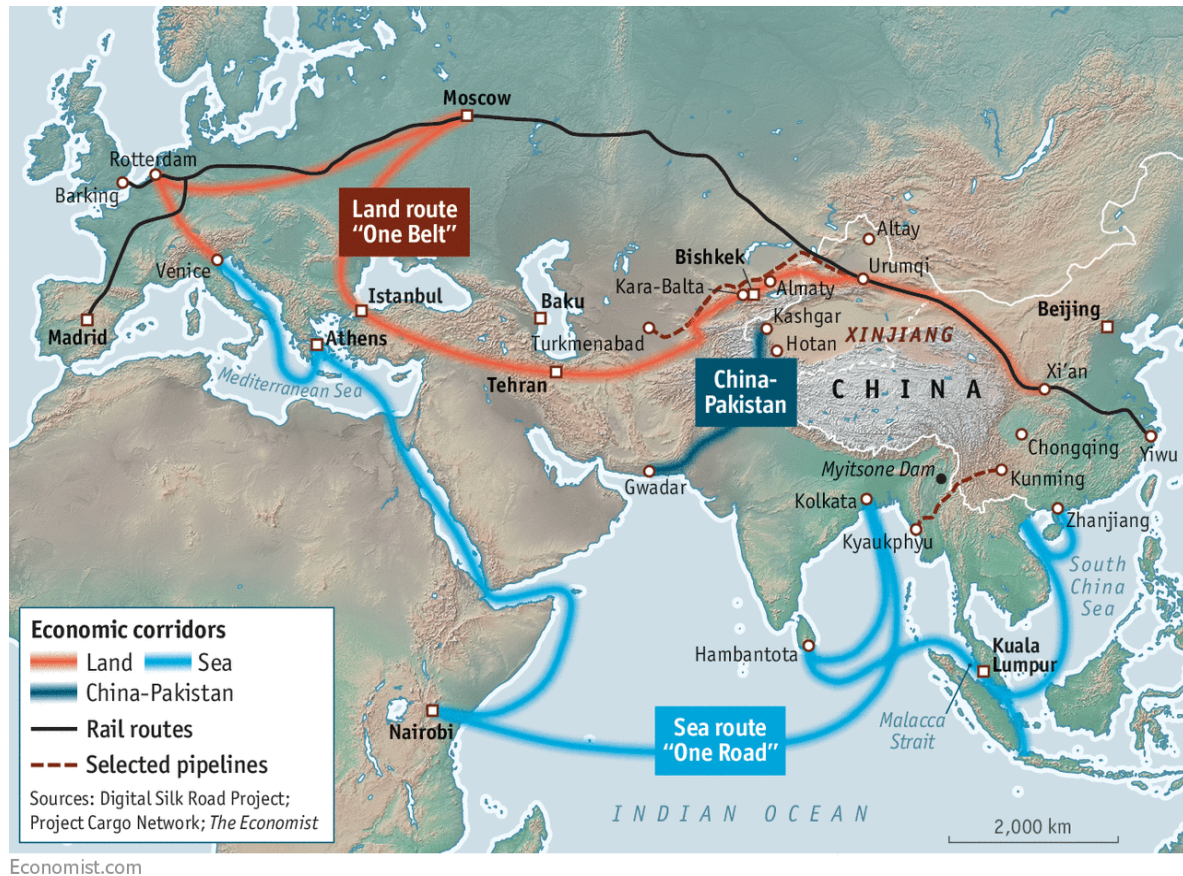 Moscow
Rotterdam
Barking
Land route
“One Belt”
Altay
Venice
Bishkek
Urumqi
Kara-Balta
Almaty
Istanbul
Baku
Beijing
Madrid
Athens
Turkmenabad
Kashgar
XINJIANG
Hotan
Mediterranean Sea
Tehran
China-
Pakistan
CHINA
Xi’an
Chongqing
Yiwu
Gwadar
Myitsone Dam
Kunming
Kolkata
Zhanjiang
Kyaukphyu
South
China
Sea
Hambantota
Kuala
Lumpur
Nairobi
Sea route
“One Road”
Malacca
Strait
INDIAN OCEAN
2,000 km
Economic corridors
Land Sea
China-Pakistan
Rail routes
Selected pipelines
Sources: Digital Silk Road Project;
Project Cargo Network; The Economist
Economist.com